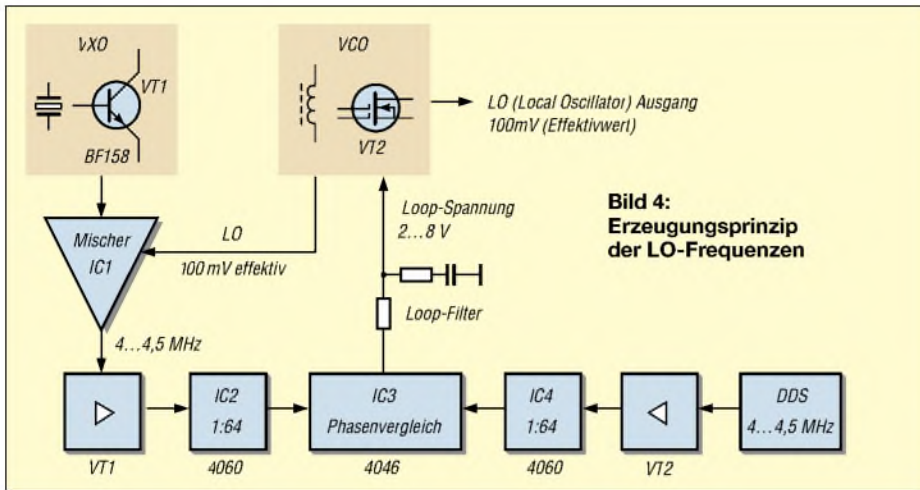 VXO
VT1
BF158
VCO
VT2
LO (Local Oscillator) Ausgang
100mV (Effektivwert)
Mischer
IC1
LO
100 mV effektiv
Loop-Spannung
2...8 V
Loop-Filter
Bild 4:
Erzeugungsprinzip
der LO-Frequenzen
4...4,5 MHz
VT1
IC2
1:64
4060
IC3
Phasenvergleich
4046
IC4
1:64
4060
VT2
DDS
4...4,5 MHz